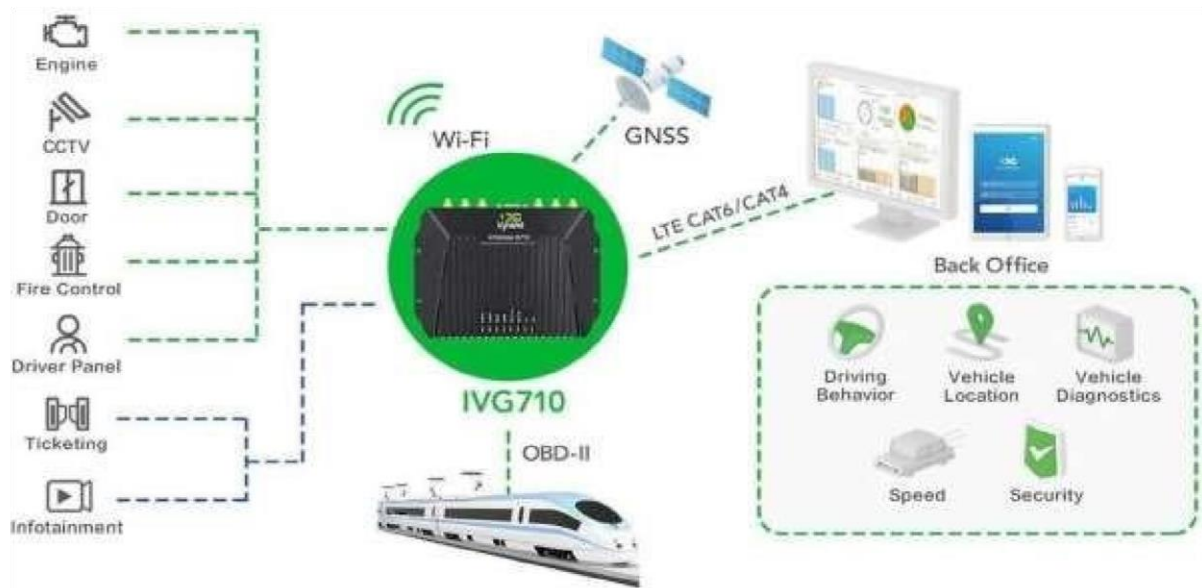 Engine
CCTV
Door
Fire Control
Driver Panel
Ticketing
Infotainment
Wi-Fi
GNSS
LTE CAT6/CAT4
IVG710
OBD-II
Back Office
Driving
Behavior
Vehicle
Location
Vehicle
Diagnostics
Speed
Security